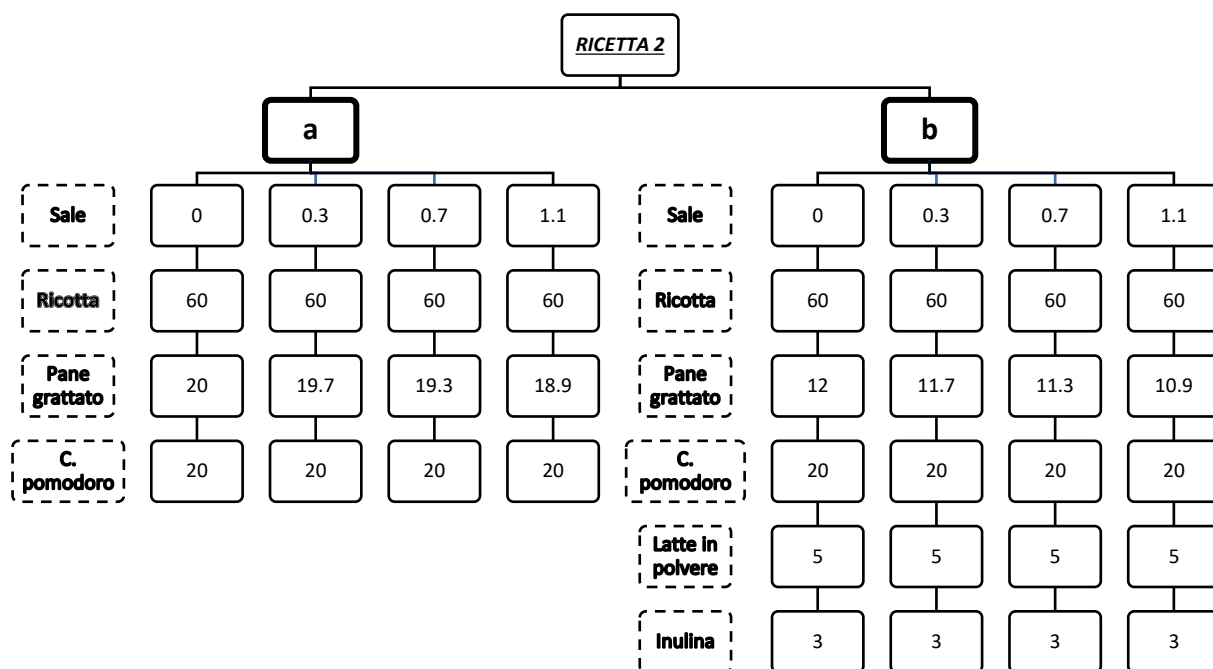 RICETTA 2
a b
Sale 0 0.3 0.7 1.1 Sale 0 0.3 0.7 1.1
Ricotta 60 60 60 60 Ricotta 60 60 60 60
Pane
grattato 20 19.7 19.3 18.9 Pane
grattato 12 11.7 11.3 10.9
C.
pomodoro 20 20 20 20 C.
pomodoro 20 20 20 20
Latte in
polvere 5 5 5 5
Inulina 3 3 3 3